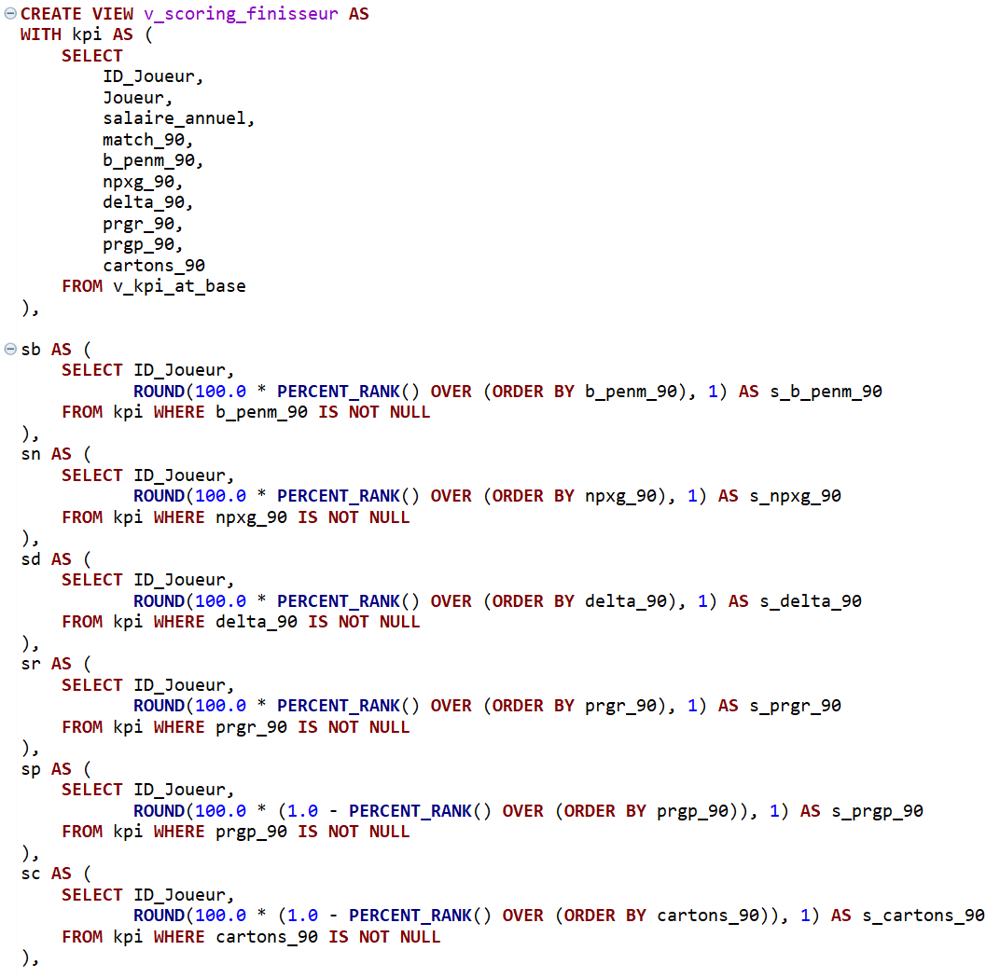 CREATE VIEW v_scoring_finisseur AS
WITH kpi AS (
    SELECT
        ID_Joueur,
        Joueur,
        salaire_annuel,
        match_90,
        b_penm_90,
        npxg_90,
        delta_90,
        prgr_90,
        prgp_90,
        cartons_90
    FROM v_kpi_at_base
),

sb AS (
    SELECT ID_Joueur,
           ROUND(100.0 * PERCENT_RANK() OVER (ORDER BY b_penm_90), 1) AS s_b_penm_90
    FROM kpi WHERE b_penm_90 IS NOT NULL
),
sn AS (
    SELECT ID_Joueur,
           ROUND(100.0 * PERCENT_RANK() OVER (ORDER BY npxg_90), 1) AS s_npxg_90
    FROM kpi WHERE npxg_90 IS NOT NULL
),
sd AS (
    SELECT ID_Joueur,
           ROUND(100.0 * PERCENT_RANK() OVER (ORDER BY delta_90), 1) AS s_delta_90
    FROM kpi WHERE delta_90 IS NOT NULL
),
sr AS (
    SELECT ID_Joueur,
           ROUND(100.0 * PERCENT_RANK() OVER (ORDER BY prgr_90), 1) AS s_prgr_90
    FROM kpi WHERE prgr_90 IS NOT NULL
),
sp AS (
    SELECT ID_Joueur,
           ROUND(100.0 * (1.0 - PERCENT_RANK() OVER (ORDER BY prgp_90)), 1) AS s_prgp_90
    FROM kpi WHERE prgp_90 IS NOT NULL
),
sc AS (
    SELECT ID_Joueur,
           ROUND(100.0 * (1.0 - PERCENT_RANK() OVER (ORDER BY cartons_90)), 1) AS s_cartons_90
    FROM kpi WHERE cartons_90 IS NOT NULL
),